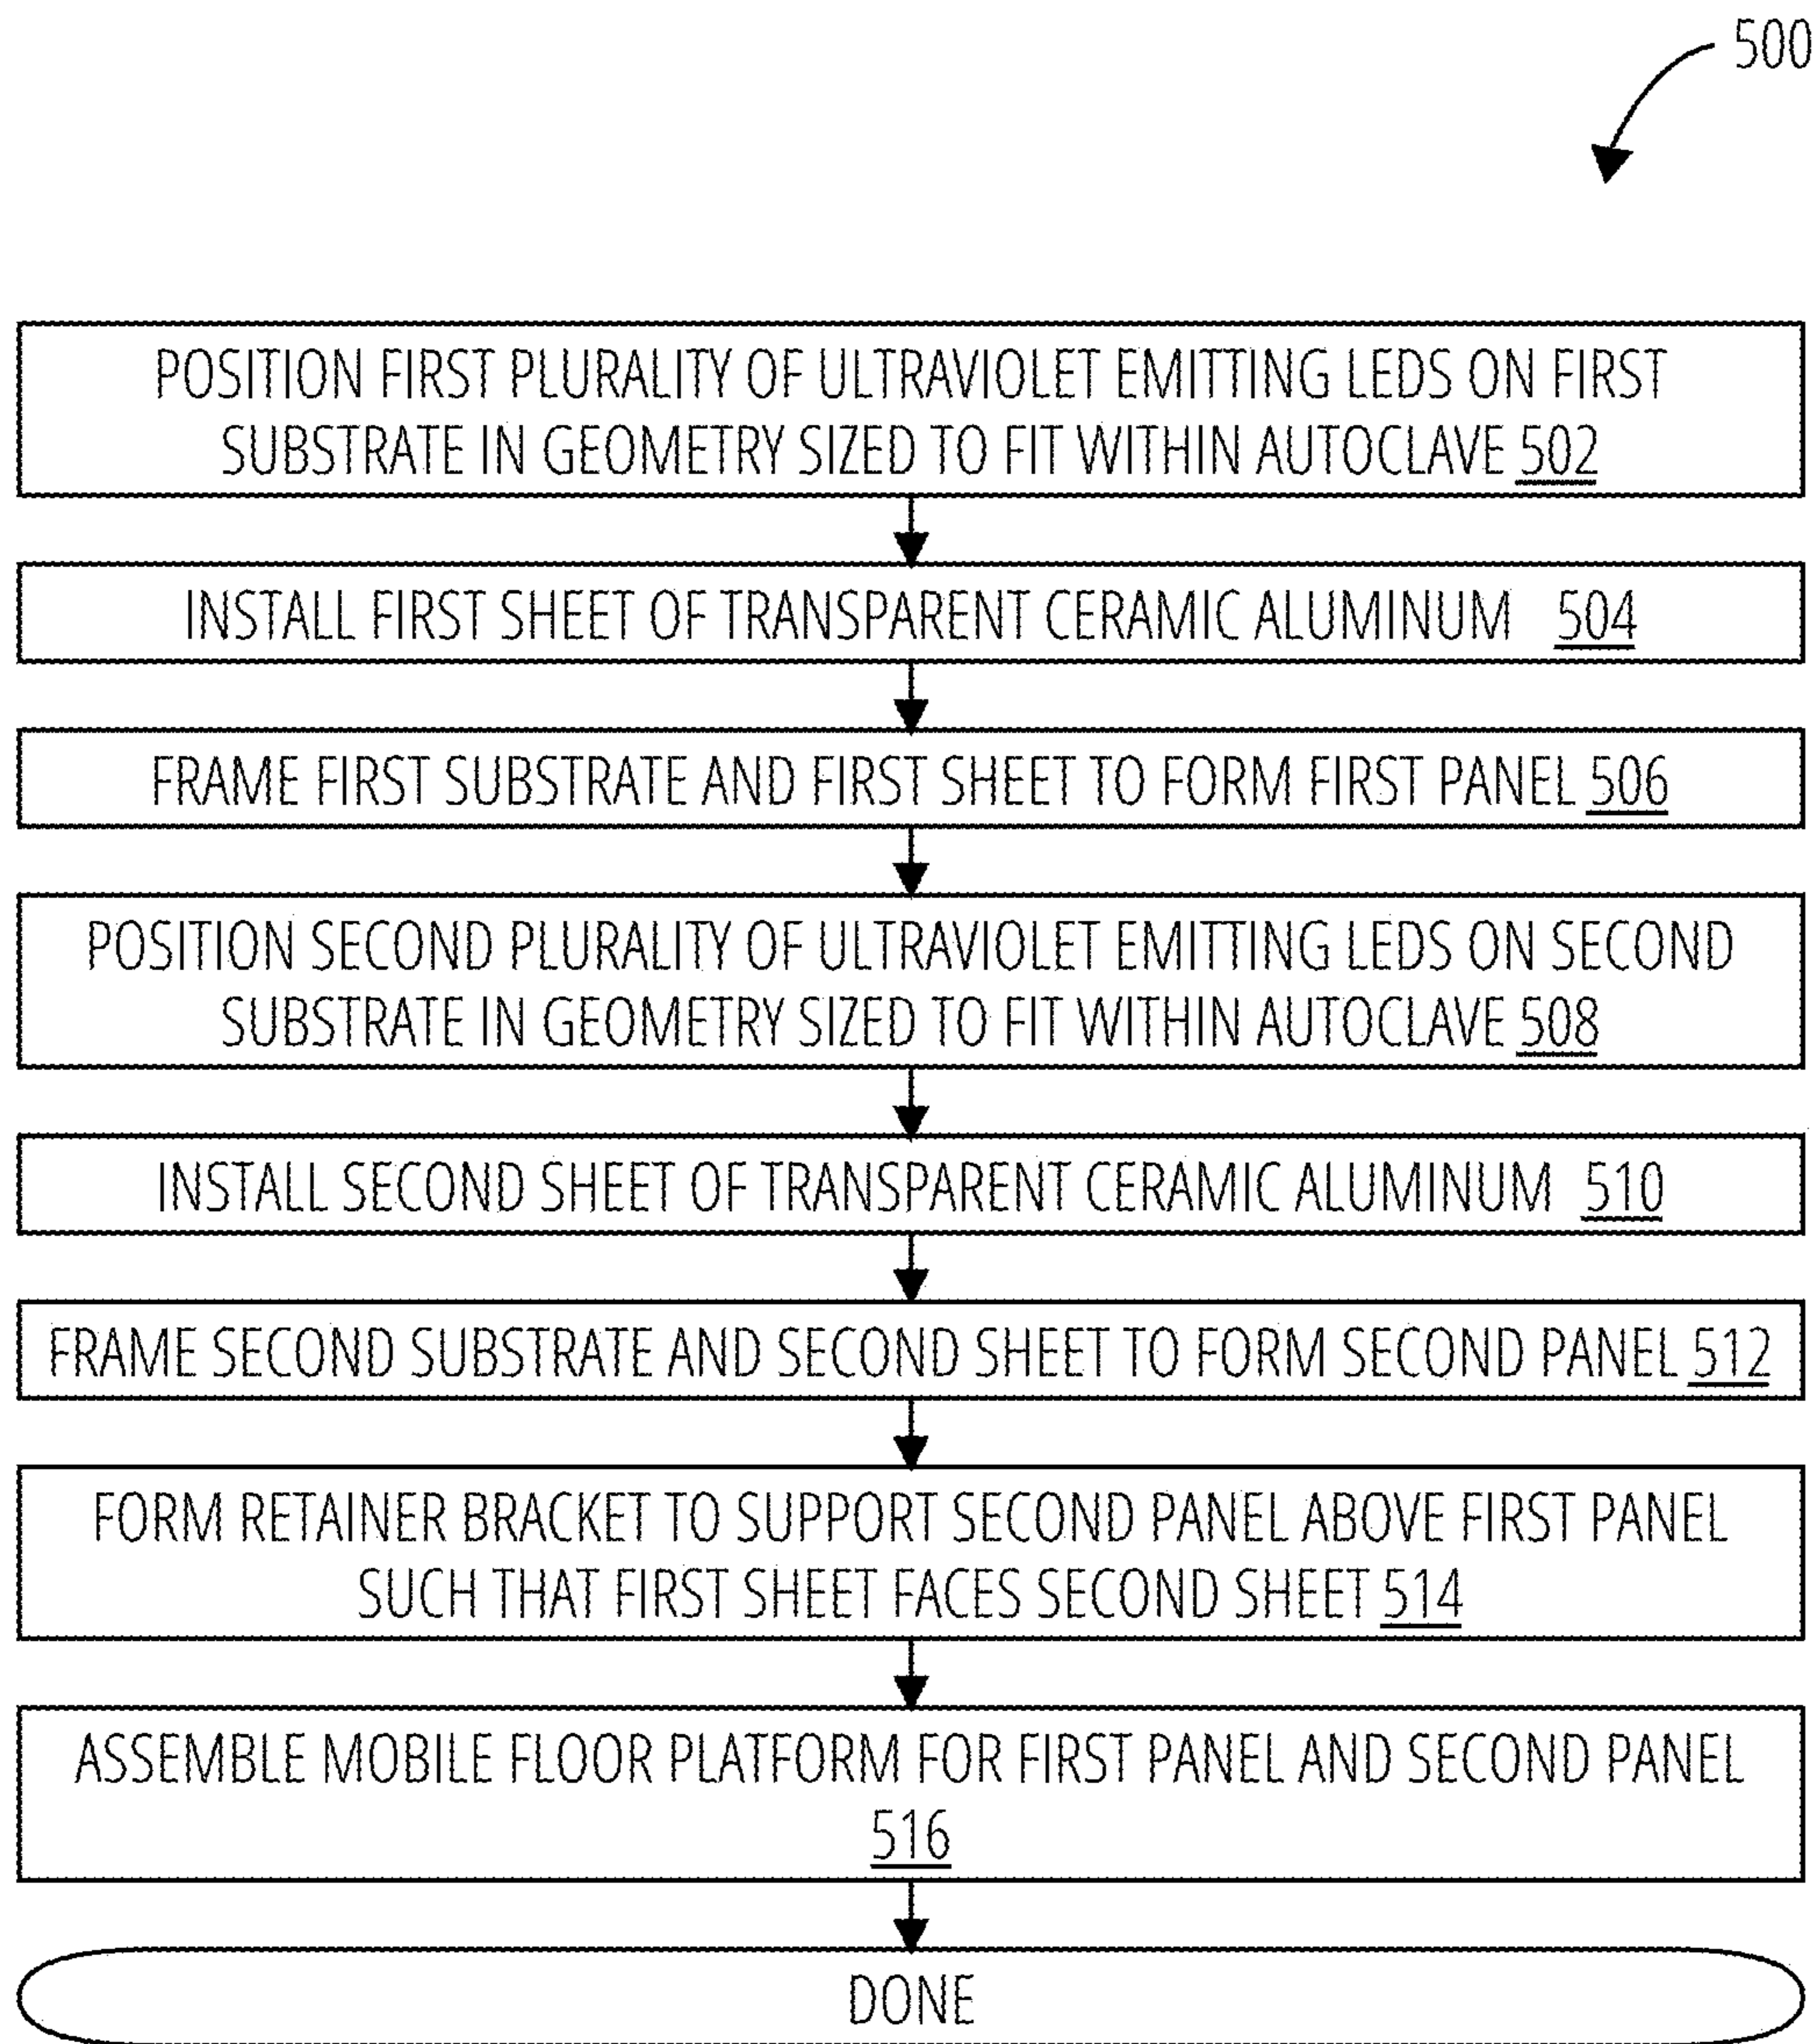 500
POSITION FIRST PLURALITY OF ULTRAVIOLET EMITTING LEDS ON FIRST
SUBSTRATE IN GEOMETRY SIZED TO FIT WITHIN AUTOCLAVE 502
INSTALL FIRST SHEET OF TRANSPARENT CERAMIC ALUMINUM 504
FRAME FIRST SUBSTRATE AND FIRST SHEET TO FORM FIRST PANEL 506
POSITION SECOND PLURALITY OF ULTRAVIOLET EMITTING LEDS ON SECOND
SUBSTRATE IN GEOMETRY SIZED TO FIT WITHIN AUTOCLAVE 508
INSTALL SECOND SHEET OF TRANSPARENT CERAMIC ALUMINUM 510
FRAME SECOND SUBSTRATE AND SECOND SHEET TO FORM SECOND PANEL 512
FORM RETAINER BRACKET TO SUPPORT SECOND PANEL ABOVE FIRST PANEL
SUCH THAT FIRST SHEET FACES SECOND SHEET 514
ASSEMBLE MOBILE FLOOR PLATFORM FOR FIRST PANEL AND SECOND PANEL
516
DONE